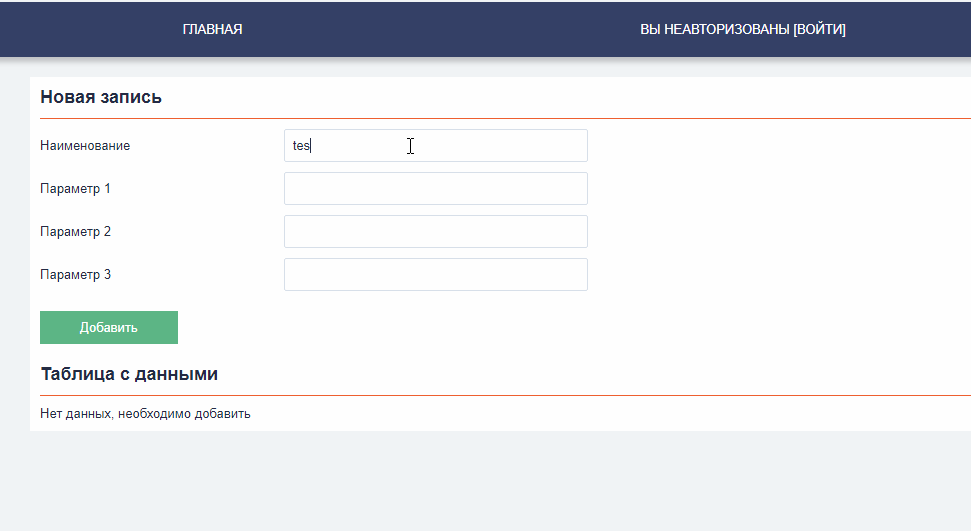 ГЛАВНАЯ ВЫ НЕАВТОРИЗОВАНЫ [ВОЙТИ]
Новая запись
Наименование tes
Параметр 1
Параметр 2
Параметр 3
Добавить
Таблица с данными
Нет данных, необходимо добавить